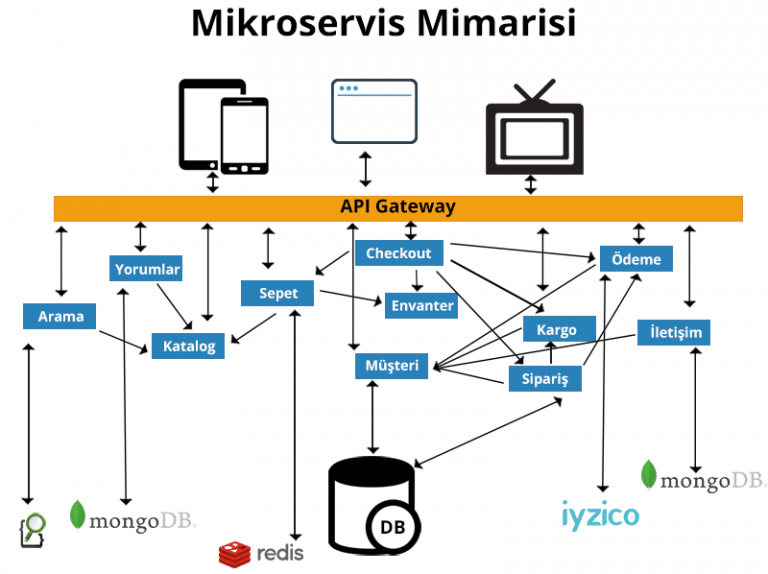 Mikroservis Mimarisi
API Gateway
Checkout
Yorumlar
Ödeme
Sepet
Envanter
Arama
Kargo
İletişim
Katalog
Müşteri
Sipariş
mongoDB.
mongoDB.
iyzico
DB
redis